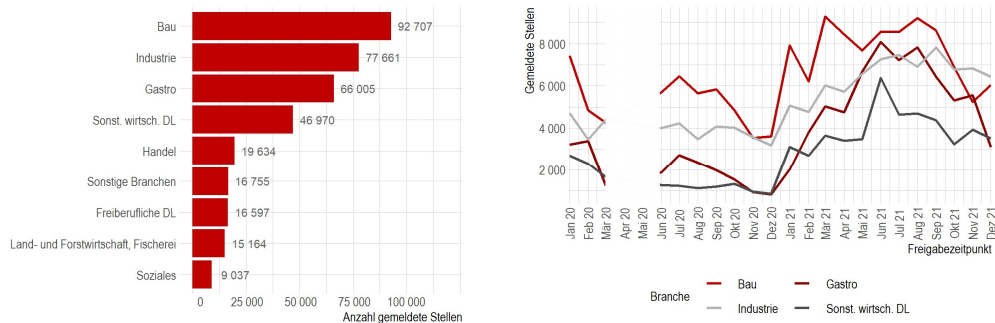 Bau
92 707
Industrie
77 661
Gastro
66 005
Sonst. wirtsch. DL
46 970
Handel
19 634
Sonstige Branchen
16 755
Freiberufliche DL
16 597
Land- und Forstwirtschaft, Fischerei
15 164
Soziales
9 037
0
25 000
50 000
75 000
100 000
Anzahl gemeldete Stellen
Gemeldete Stellen
8 000
6 000
4 000
2 000
Jan 20
Feb 20
Mär 20
Apr 20
Mai 20
Jun 20
Jul 20
Aug 20
Sep 20
Okt 20
Nov 20
Dez 20
Jan 21
Feb 21
Mär 21
Apr 21
Mai 21
Jun 21
Jul 21
Aug 21
Sep 21
Okt 21
Nov 21
Dez 21
Freigabezeitpunkt
Branche
Bau
Gastro
Industrie
Sonst. wirtsch. DL